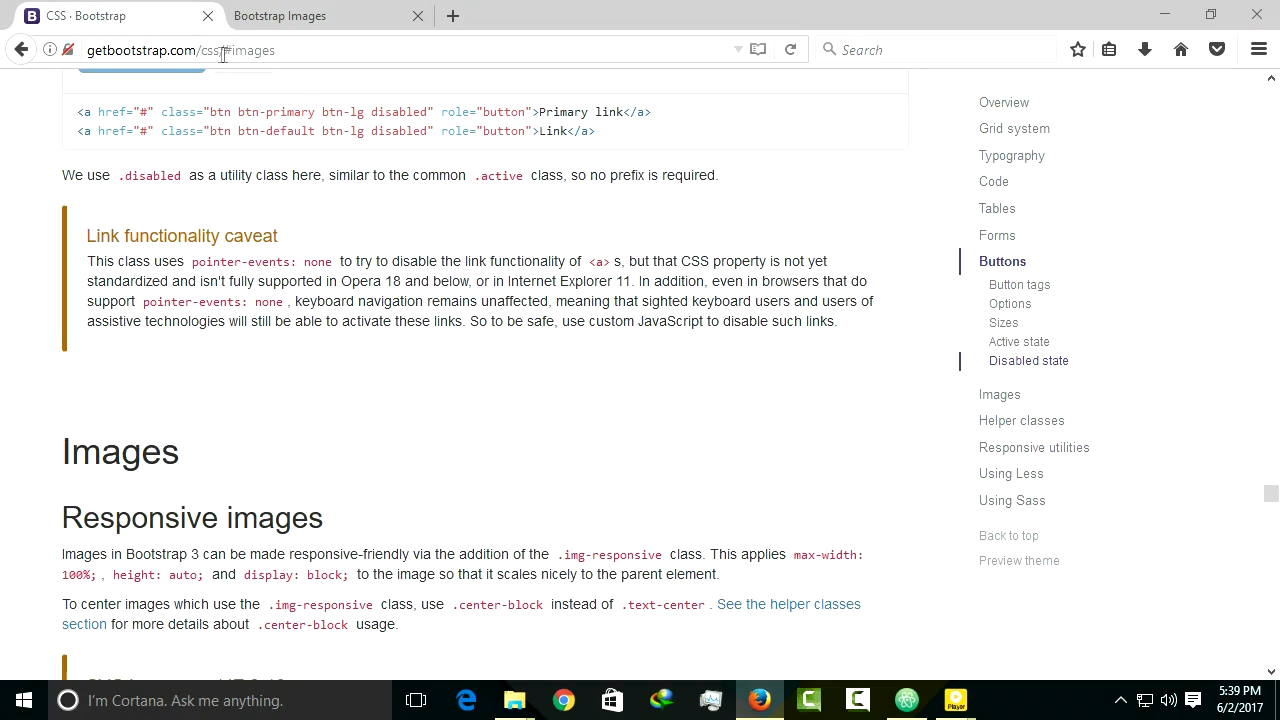 CSS · Bootstrap
Bootstrap Images
getbootstrap.com/css/#images
Search
<a href="#" class="btn btn-primary btn-lg disabled" role="button">Primary link</a>
<a href="#" class="btn btn-default btn-lg disabled" role="button">Link</a>
We use .disabled as a utility class here, similar to the common .active class, so no prefix is required.
Link functionality caveat
This class uses pointer-events: none to try to disable the link functionality of <a> s, but that CSS property is not yet
standardized and isn't fully supported in Opera 18 and below, or in Internet Explorer 11. In addition, even in browsers that do
support pointer-events: none , keyboard navigation remains unaffected, meaning that sighted keyboard users and users of
assistive technologies will still be able to activate these links. So to be safe, use custom JavaScript to disable such links.
Images
Responsive images
Images in Bootstrap 3 can be made responsive-friendly via the addition of the .img-responsive class. This applies max-width:
100%; , height: auto; and display: block; to the image so that it scales nicely to the parent element.
To center images which use the .img-responsive class, use .center-block instead of .text-center . See the helper classes
section for more details about .center-block usage.
Overview
Grid system
Typography
Code
Tables
Forms
Buttons
Button tags
Options
Sizes
Active state
Disabled state
Images
Helper classes
Responsive utilities
Using Less
Using Sass
Back to top
Preview theme
I'm Cortana. Ask me anything.
Player
5:39 PM
6/2/2017